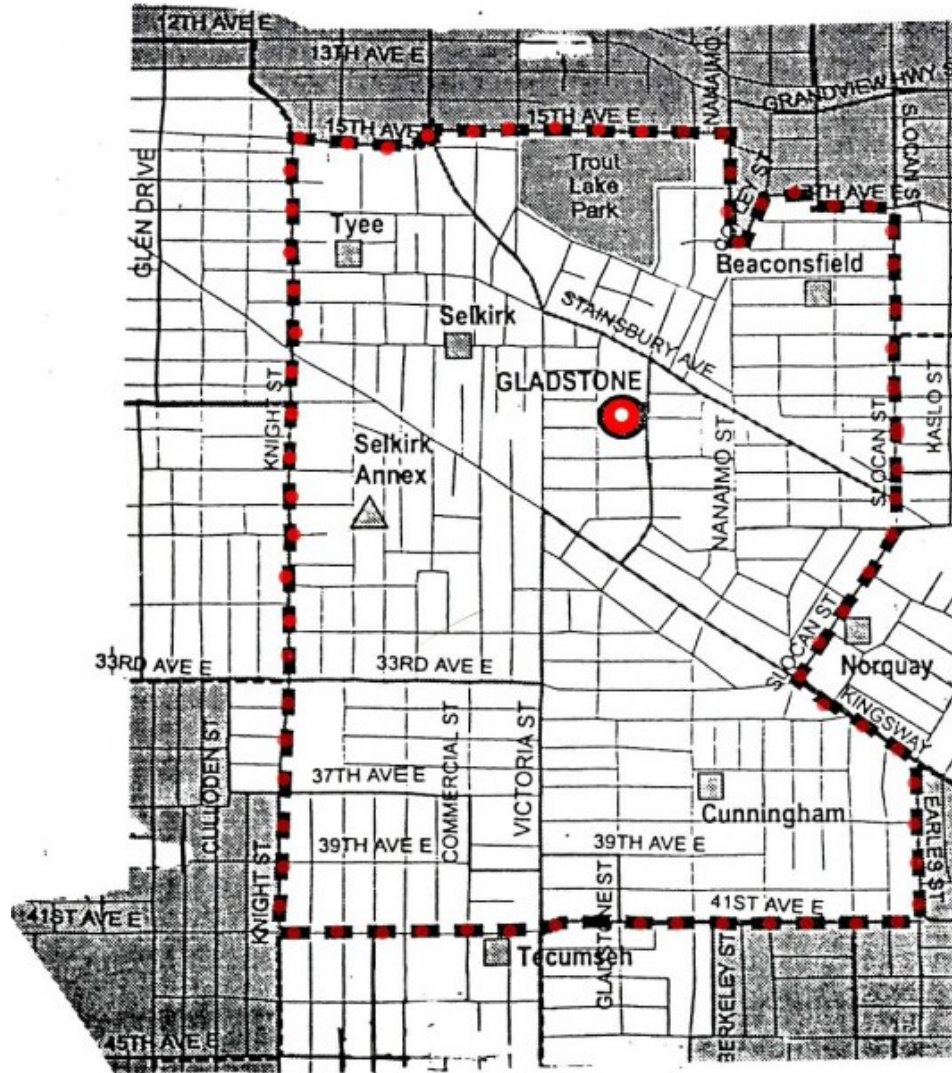 12TH AVE E
13TH AVE E
NANAIMO S
GRANDVIEW HWY
15TH AVE
15TH AVE E
SLOCAN S
GLEN DRIVE
Trout
Lake
Park
TH AVE E
Tyee
Beaconsfield
Selkirk
STAINSBURY AVE
GLADSTONE
KASLO ST
KNIGHT ST
Selkirk
Annex
SLOCAN ST
NANAIMO ST
SLOCAN ST
Norquay
33RD AVE E
33RD AVE E
KINGSWAY
CULLODEN ST
COMMERCIAL ST
VICTORIA ST
37TH AVE E
Cunningham
EARLES ST
39TH AVE E
39TH AVE E
KNIGHT ST
GLADSTONE ST
41ST AVE E
41ST AVE E
Tecumseh
BERKELEY ST
45TH AVE E